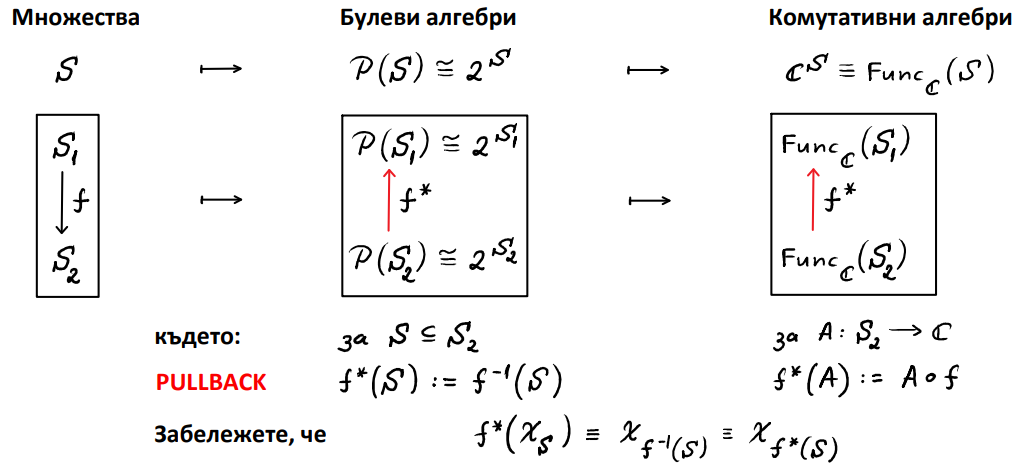 Множества Булеви алгебри Комутативни алгебри
S ⟼ P(S) ≅ 2^S ⟼ ℂ^S ≡ Func_ℂ(S)
S₁ P(S₁) ≅ 2^S₁ Func_ℂ(S₁)
f ⟼ f* ⟼ f*
S₂ P(S₂) ≅ 2^S₂ Func_ℂ(S₂)
където: за S ⊆ S₂ за A : S₂ → ℂ
PULLBACK f*(S) := f⁻¹(S) f*(A) := A∘f
Забележете, че f*(χ_S) ≡ χ_f⁻¹(S) ≡ χ_f*(S)